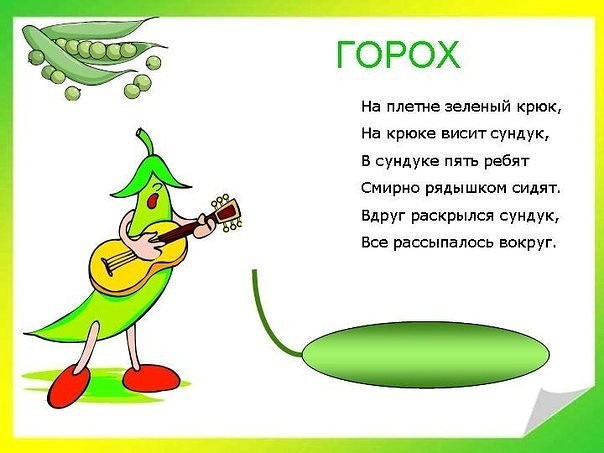 ГОРОХ
На плетне зеленый крюк,
На крюке висит сундук,
В сундуке пять ребят
Смирно рядышком сидят.
Вдруг раскрылся сундук,
Все рассыпалось вокруг.